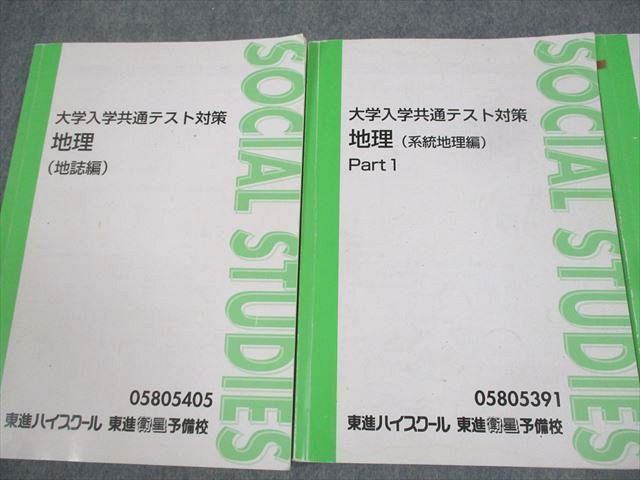 大学入学共通テスト対策
地理
(地誌編)
SOCIAL STUDIES
05805405
東進ハイスクール 東進衛星予備校
大学入学共通テスト対策
地理(系統地理編)
Part1
SOCIAL STUDIES
05805391
東進ハイスクール 東進衛星予備校